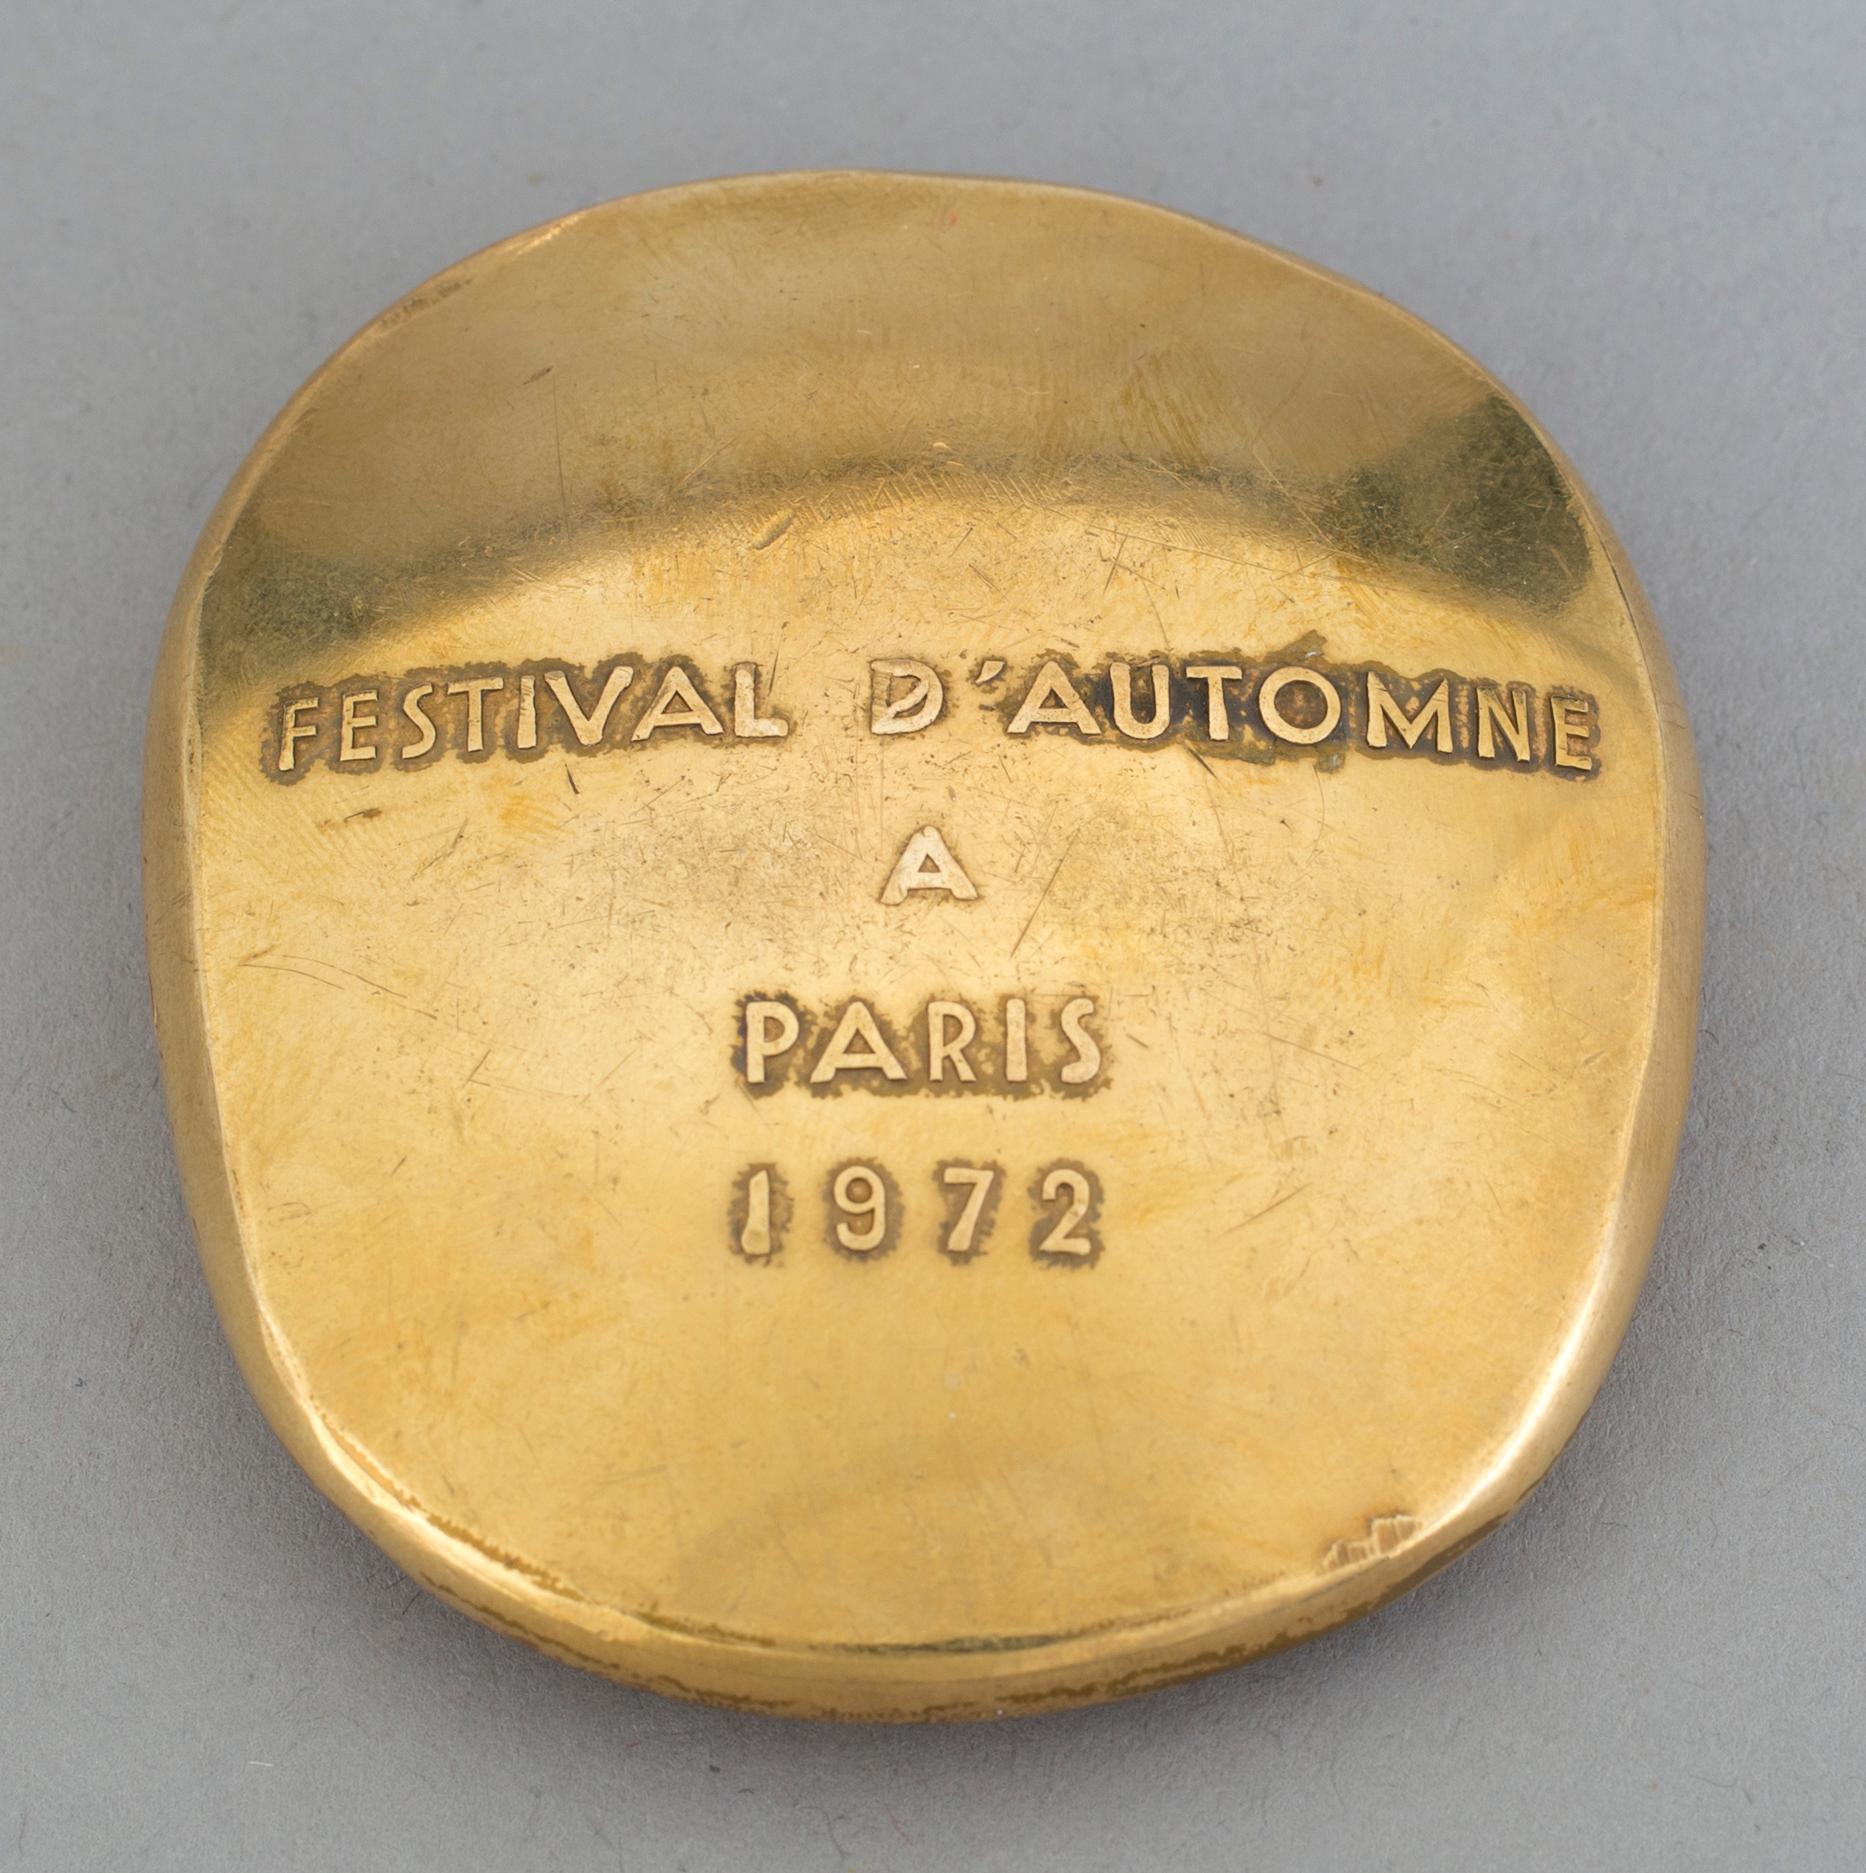 FESTIVAL D'AUTOMNE
A
PARIS
1972